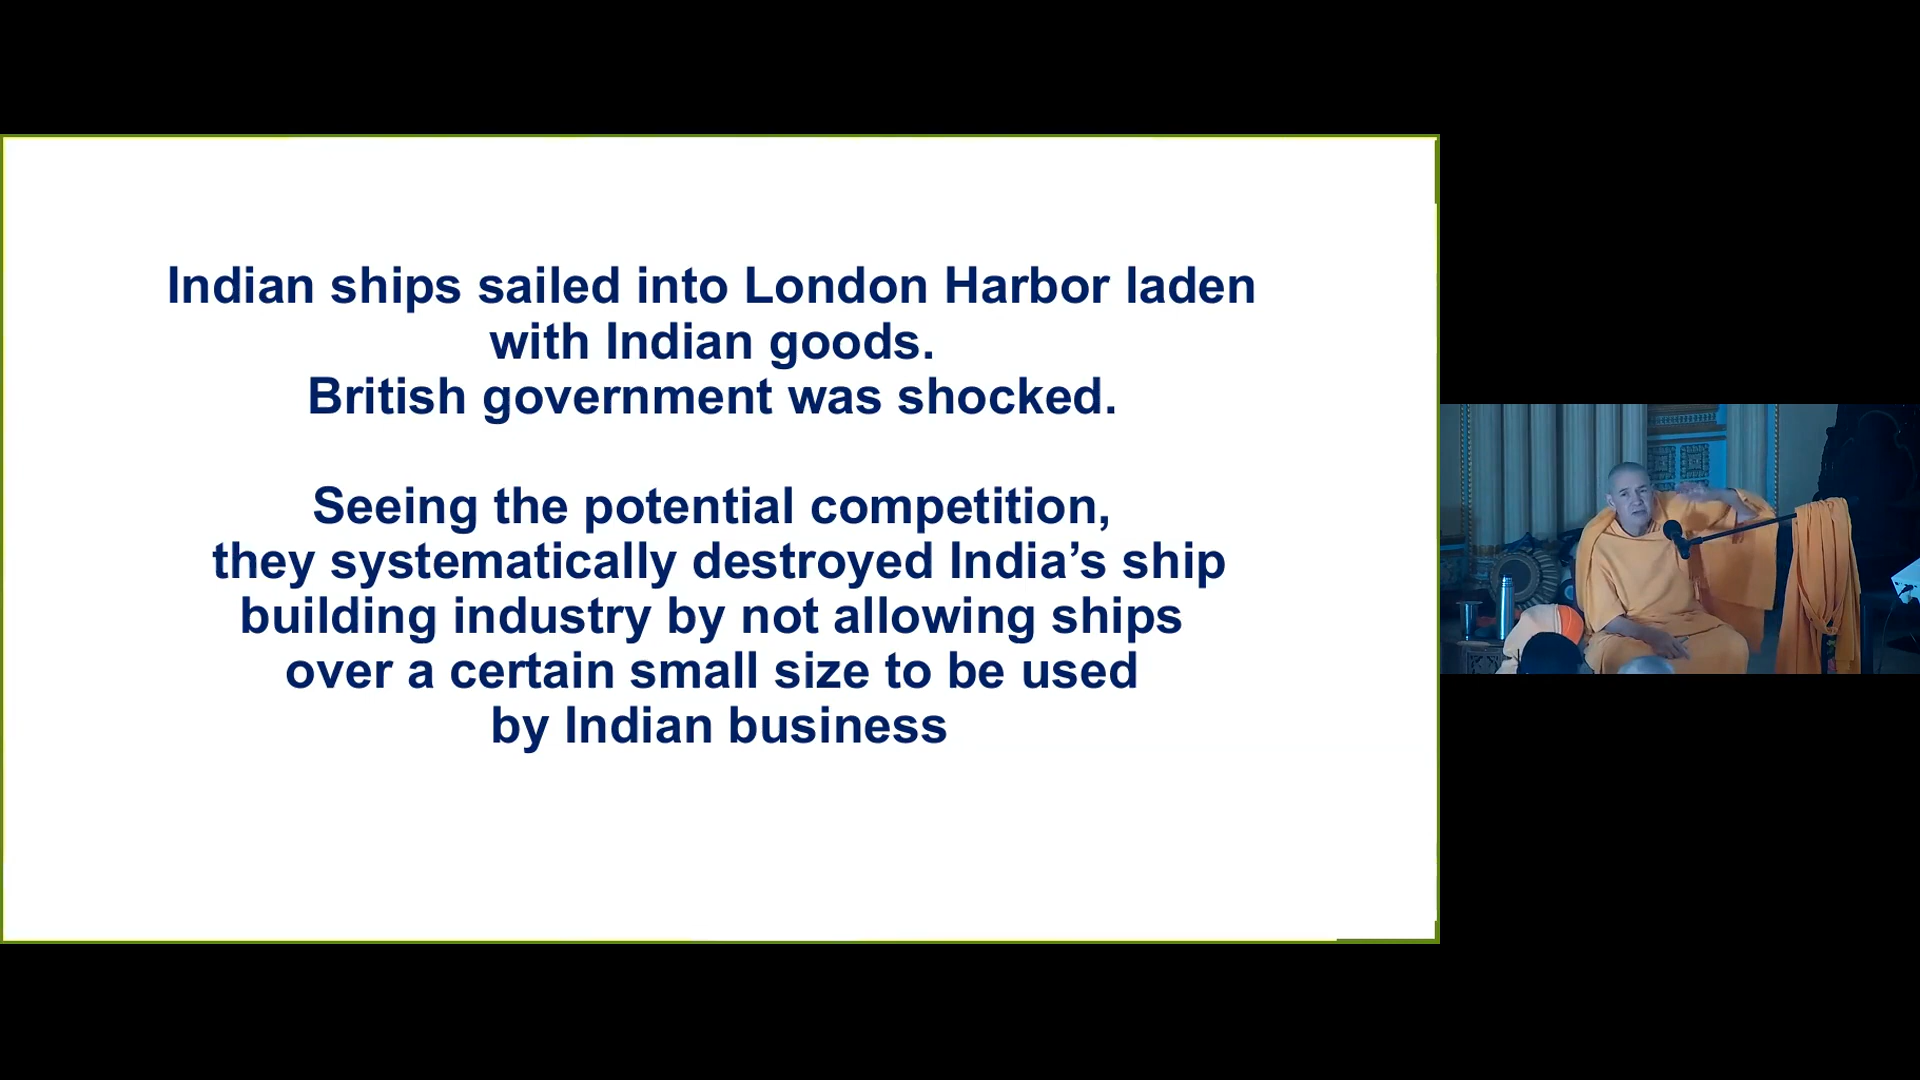 Indian ships sailed into London Harbor laden
with Indian goods.
British government was shocked.
Seeing the potential competition,
they systematically destroyed India’s ship
building industry by not allowing ships
over a certain small size to be used
by Indian business